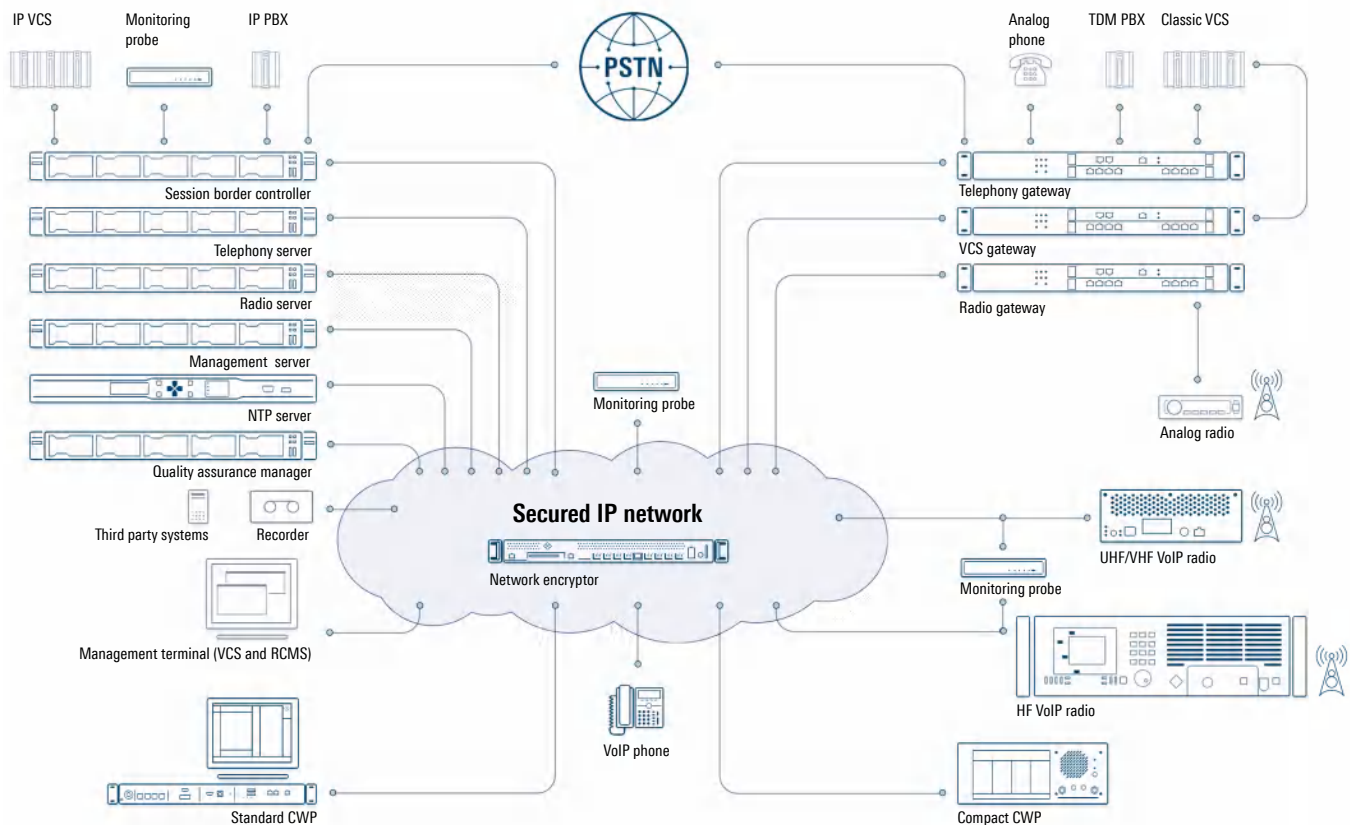 IP VCS
Monitoring
probe
IP PBX
PSTN
Analog
phone
TDM PBX
Classic VCS
Session border controller
Telephony server
Radio server
Management server
NTP server
Quality assurance manager
Third party systems
Recorder
Management terminal (VCS and RCMS)
Standard CWP
Monitoring probe
Secured IP network
Network encryptor
VoIP phone
Telephony gateway
VCS gateway
Radio gateway
Analog radio
UHF/VHF VoIP radio
Monitoring probe
HF VoIP radio
Compact CWP